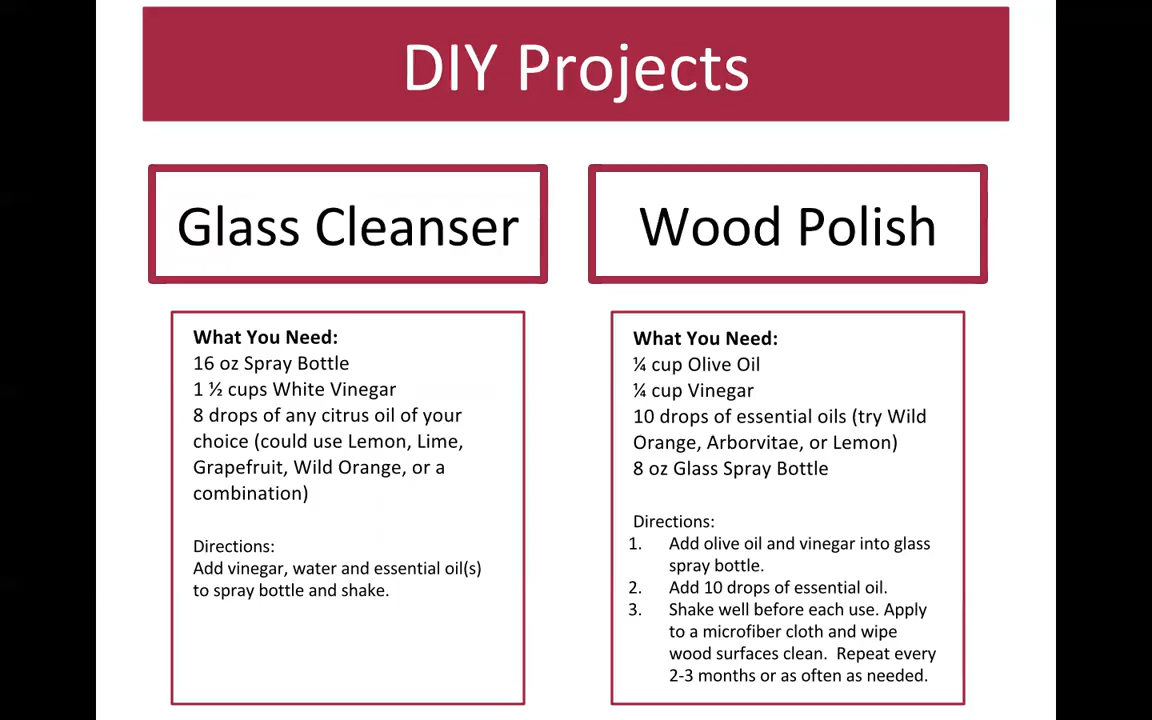 DIY Projects
Glass Cleanser
What You Need:
16 oz Spray Bottle
1 ½ cups White Vinegar
8 drops of any citrus oil of your
choice (could use Lemon, Lime,
Grapefruit, Wild Orange, or a
combination)
Directions:
Add vinegar, water and essential oil(s)
to spray bottle and shake.
Wood Polish
What You Need:
¼ cup Olive Oil
¼ cup Vinegar
10 drops of essential oils (try Wild
Orange, Arborvitae, or Lemon)
8 oz Glass Spray Bottle
Directions:
1. Add olive oil and vinegar into glass
spray bottle.
2. Add 10 drops of essential oil.
3. Shake well before each use. Apply
to a microfiber cloth and wipe
wood surfaces clean.  Repeat every
2-3 months or as often as needed.